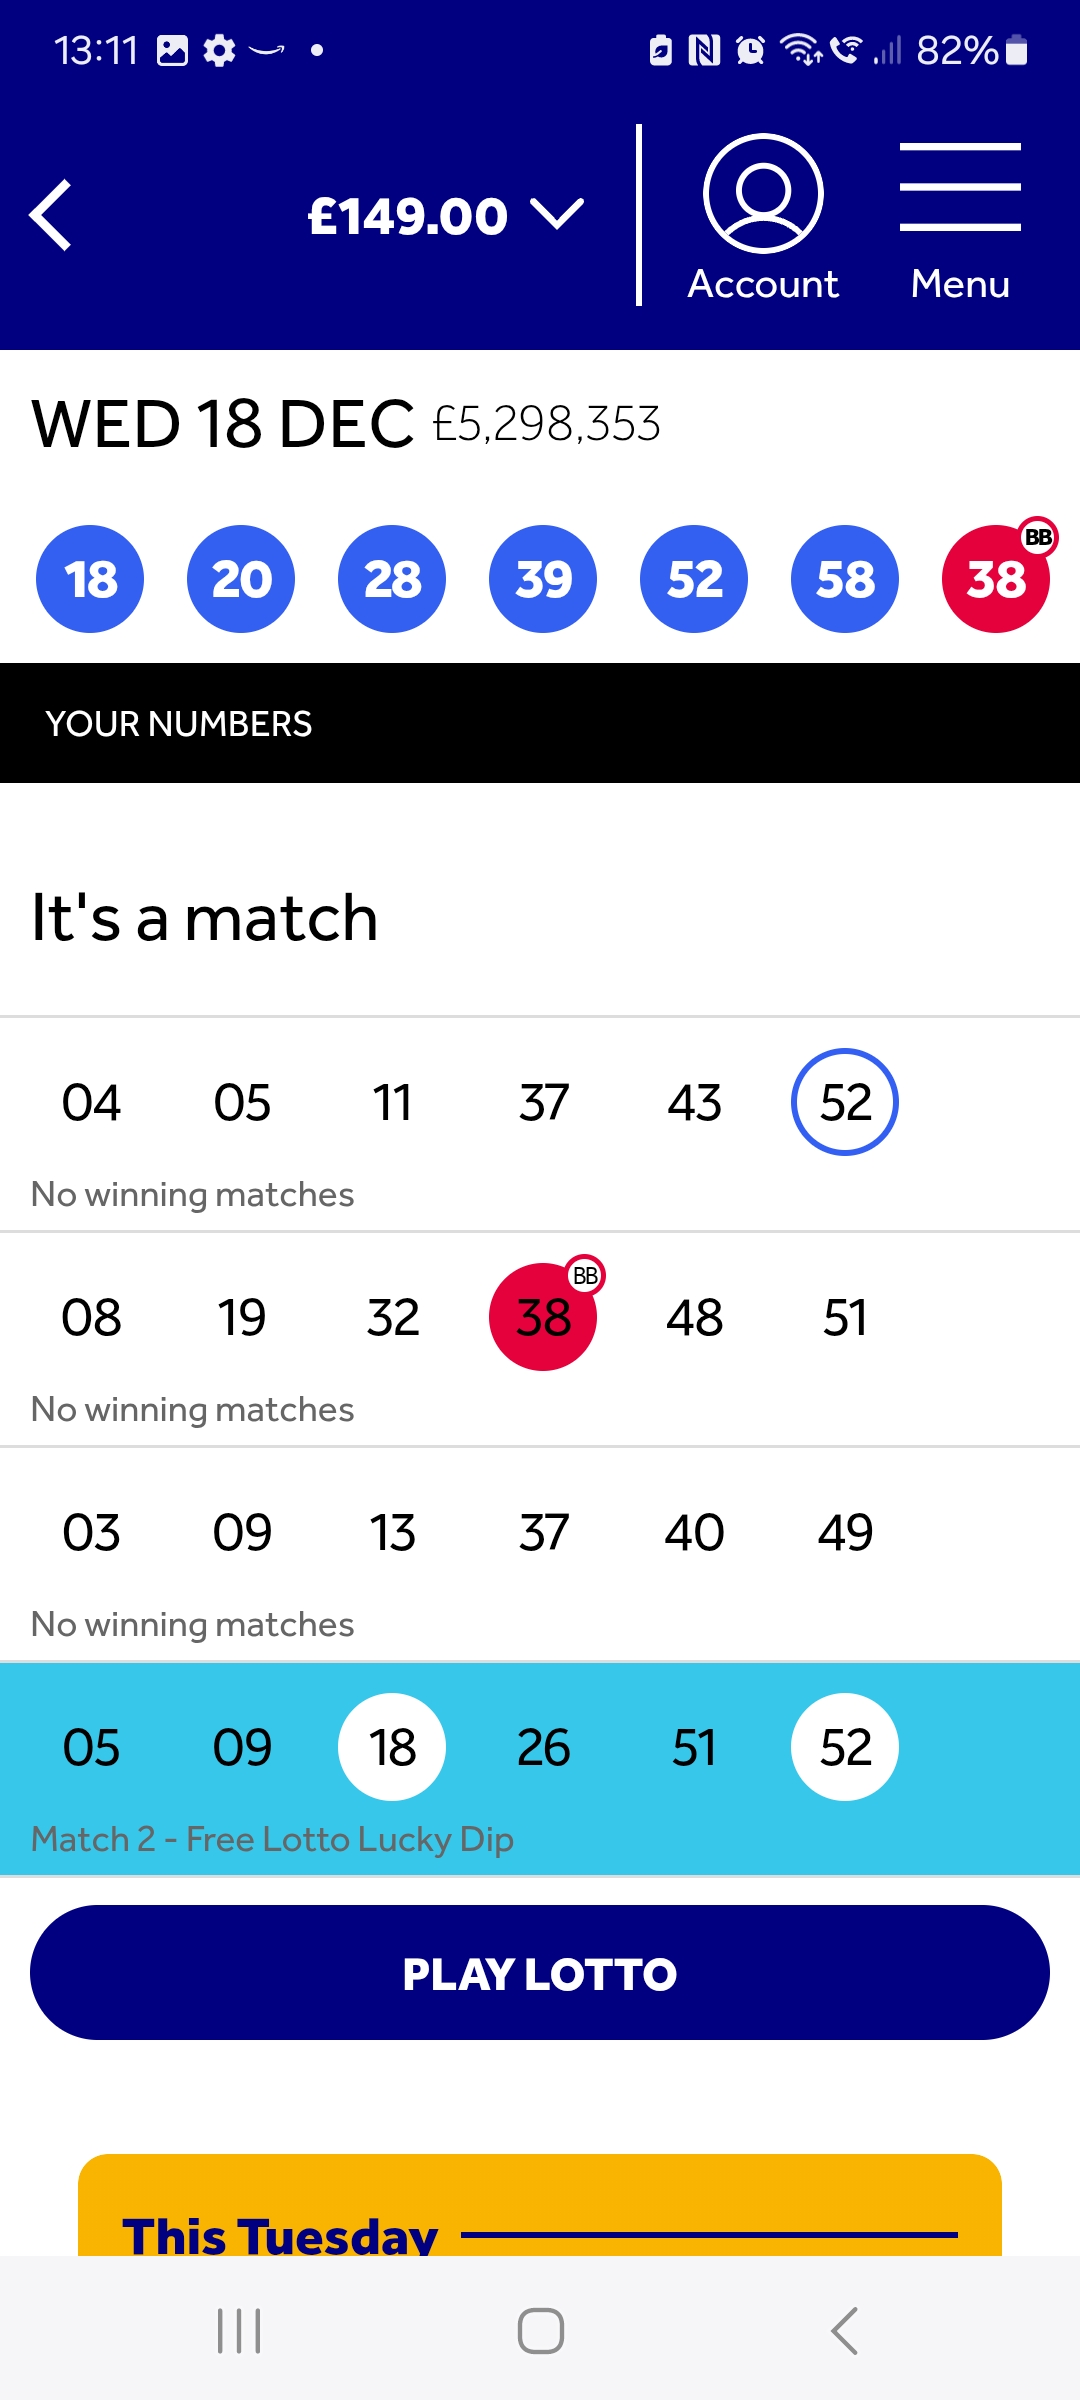 13:11 82%
£149.00
Account Menu
WED 18 DEC £5,298,353
BB
18 20 28 39 52 58 38
YOUR NUMBERS
It's a match
04 05 11 37 43 52
No winning matches
BB
08 19 32 38 48 51
No winning matches
03 09 13 37 40 49
No winning matches
05 09 18 26 51 52
Match 2 - Free Lotto Lucky Dip
PLAY LOTTO
This Tuesday